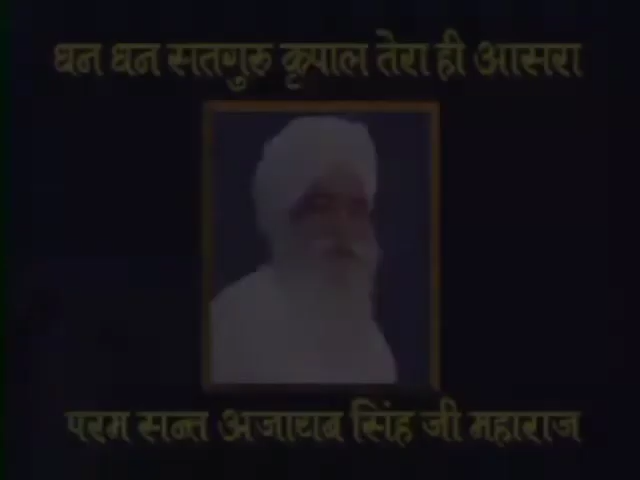 धन धन सतगुरु कृपाल तेरा ही आसरा
परम सन्त अजायब सिंह जी महाराज